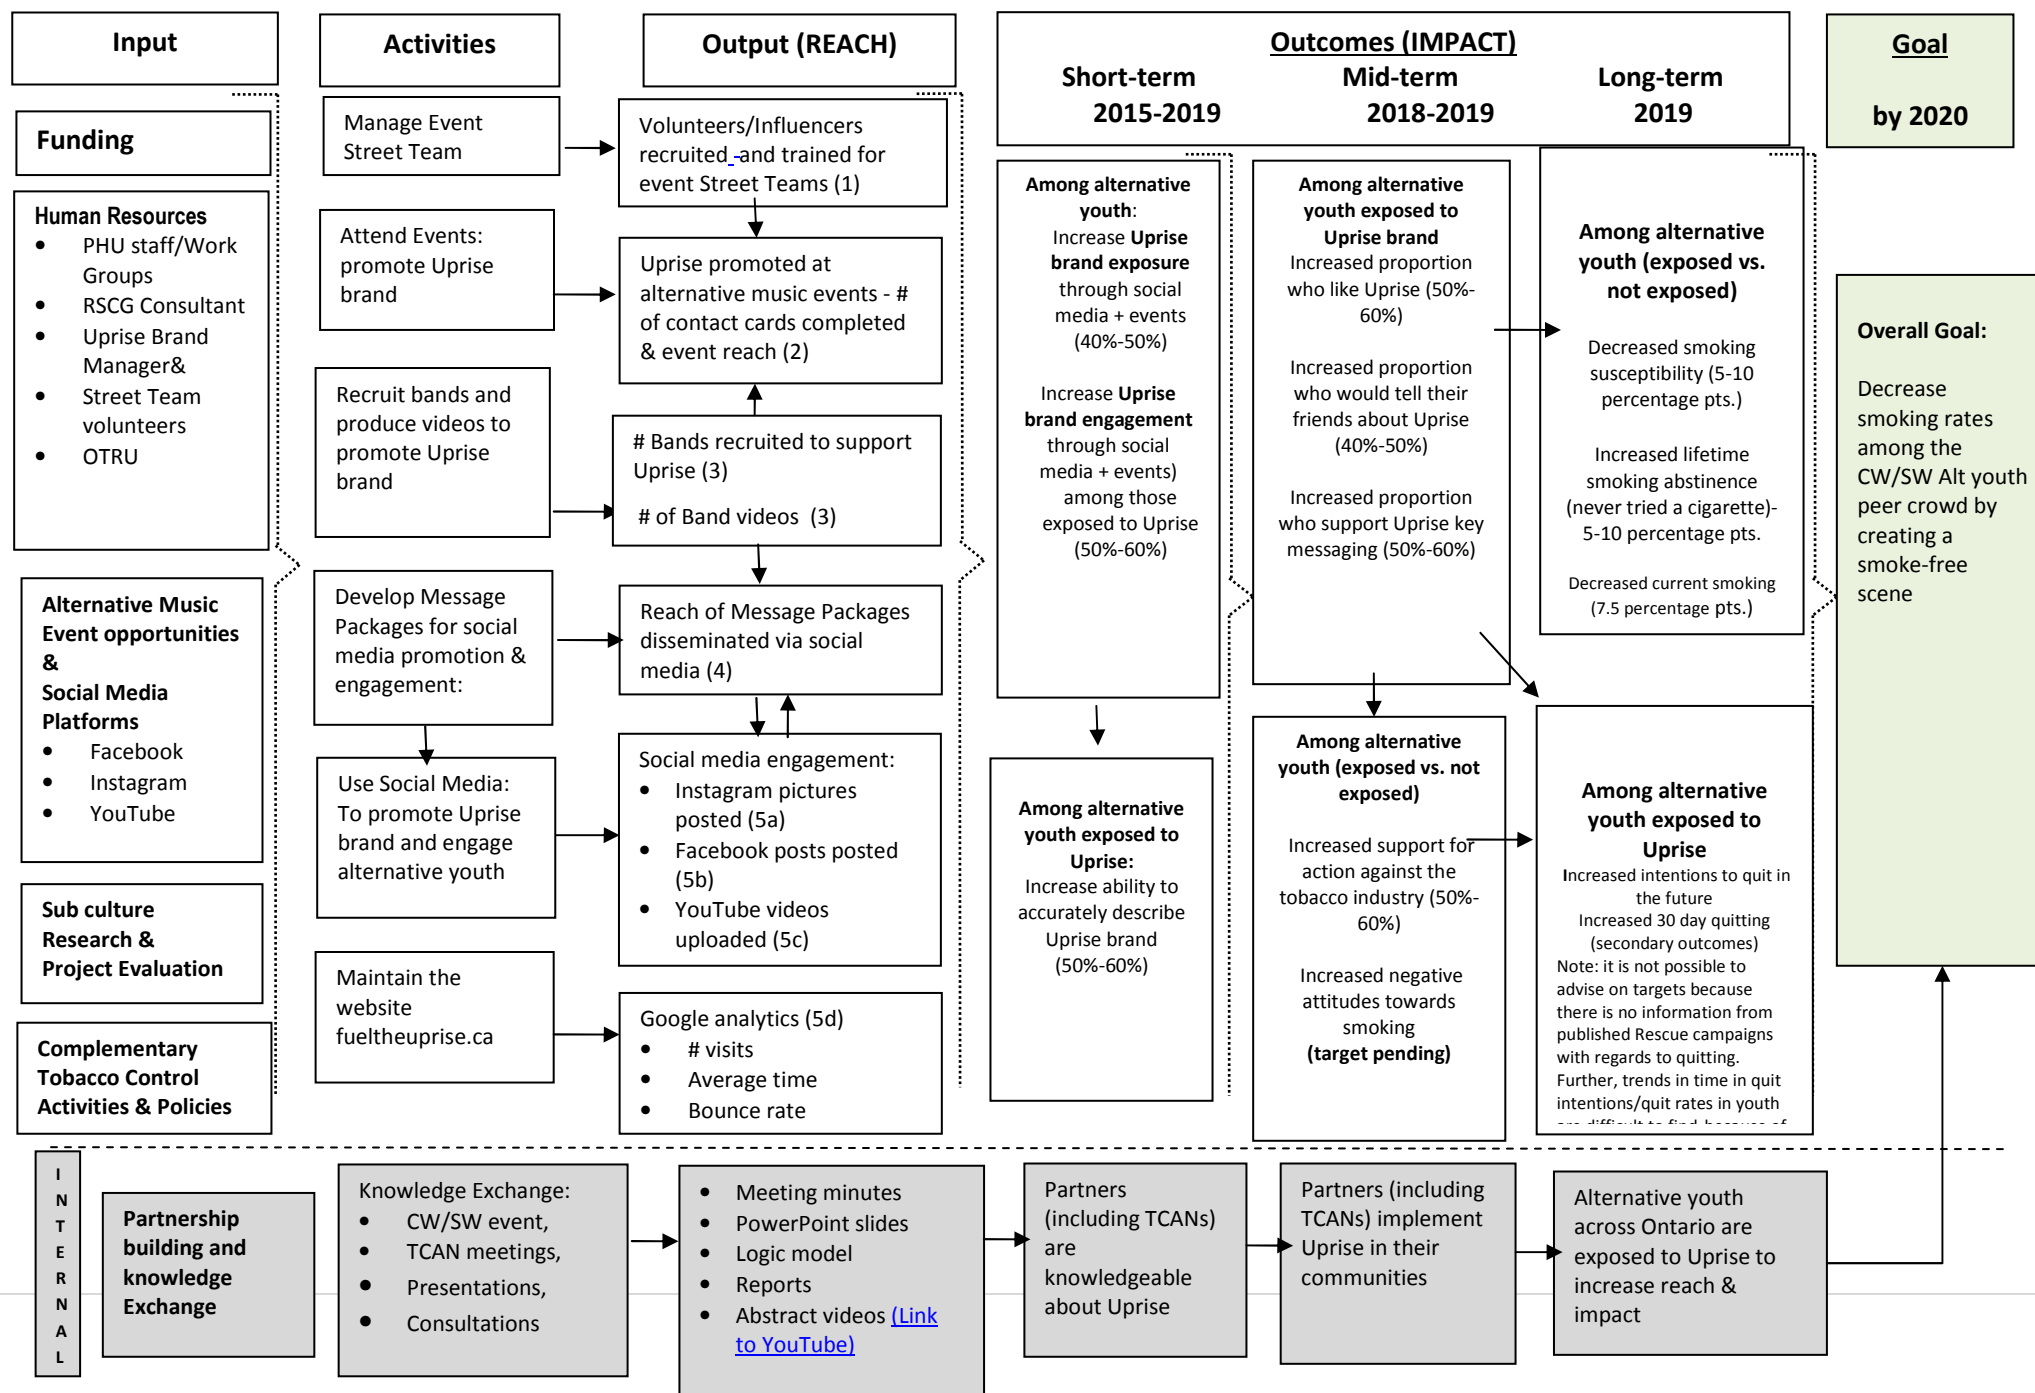 Input
Activities
Output (REACH)
Outcomes (IMPACT)
Short-term
Mid-term
Long-term
2015-2019
2018-2019
2019
Goal
by 2020
Funding
Human Resources
• PHU staff/Work
Groups
• RSCG Consultant
• Uprise Brand
Manager&
• Street Team
volunteers
• OTRU
Alternative Music
Event opportunities
&
Social Media
Platforms
• Facebook
• Instagram
• YouTube
Sub culture
Research &
Project Evaluation
Complementary
Tobacco Control
Activities & Policies
Manage Event
Street Team
Attend Events:
promote Uprise
brand
Recruit bands and
produce videos to
promote Uprise
brand
Develop Message
Packages for social
media promotion &
engagement:
Use Social Media:
To promote Uprise
brand and engage
alternative youth
Maintain the
website
fueltheuprise.ca
Volunteers/Influencers
recruited -and trained for
event Street Teams (1)
Uprise promoted at
alternative music events - #
of contact cards completed
& event reach (2)
# Bands recruited to support
Uprise (3)
# of Band videos (3)
Reach of Message Packages
disseminated via social
media (4)
Social media engagement:
• Instagram pictures
posted (5a)
• Facebook posts posted
(5b)
• YouTube videos
uploaded (5c)
Google analytics (5d)
• # visits
• Average time
• Bounce rate
Among alternative
youth:
Increase Uprise
brand exposure
through social
media + events
(40%-50%)
Increase Uprise
brand engagement
through social
media + events)
among those
exposed to Uprise
(50%-60%)
Among alternative
youth exposed to
Uprise:
Increase ability to
accurately describe
Uprise brand
(50%-60%)
Among alternative
youth exposed to
Uprise brand
Increased proportion
who like Uprise (50%-
60%)
Increased proportion
who would tell their
friends about Uprise
(40%-50%)
Increased proportion
who support Uprise key
messaging (50%-60%)
Among alternative
youth (exposed vs. not
exposed)
Increased support for
action against the
tobacco industry (50%-
60%)
Increased negative
attitudes towards
smoking
(target pending)
Among alternative
youth (exposed vs.
not exposed)
Decreased smoking
susceptibility (5-10
percentage pts.)
Increased lifetime
smoking abstinence
(never tried a cigarette)-
5-10 percentage pts.
Decreased current smoking
(7.5 percentage pts.)
Among alternative
youth exposed to
Uprise
Increased intentions to quit in
the future
Increased 30 day quitting
(secondary outcomes)
Note: it is not possible to
advise on targets because
there is no information from
published Rescue campaigns
with regards to quitting.
Further, trends in time in quit
intentions/quit rates in youth
are difficult to find because of
Overall Goal:
Decrease
smoking rates
among the
CW/SW Alt youth
peer crowd by
creating a
smoke-free
scene
I
N
T
E
R
N
A
L
Partnership
building and
knowledge
Exchange
Knowledge Exchange:
• CW/SW event,
• TCAN meetings,
• Presentations,
• Consultations
• Meeting minutes
• PowerPoint slides
• Logic model
• Reports
• Abstract videos (Link
to YouTube)
Partners
(including TCANs)
are
knowledgeable
about Uprise
Partners (including
TCANs) implement
Uprise in their
communities
Alternative youth
across Ontario are
exposed to Uprise to
increase reach &
impact